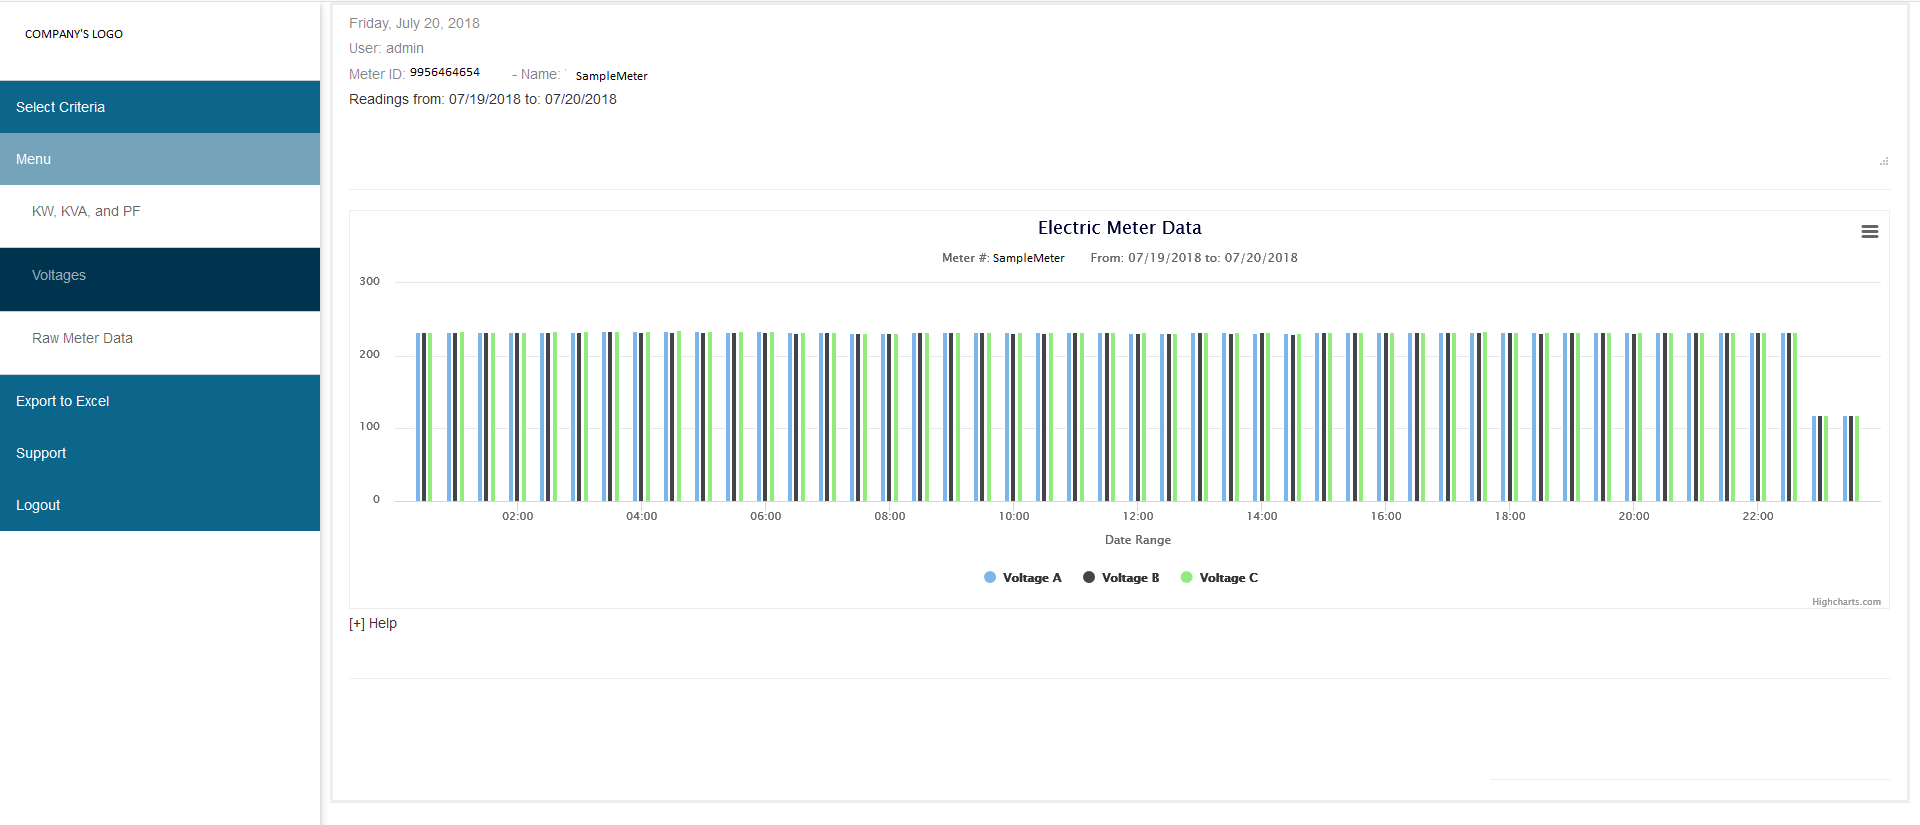 COMPANY'S LOGO
Select Criteria
Menu
KW, KVA, and PF
Voltages
Raw Meter Data
Export to Excel
Support
Logout
Friday, July 20, 2018
User: admin
Meter ID: 9956464654 - Name: SampleMeter
Readings from: 07/19/2018 to: 07/20/2018
Electric Meter Data
Meter #: SampleMeter From: 07/19/2018 to: 07/20/2018
300
200
100
0
02:00 04:00 06:00 08:00 10:00 12:00 14:00 16:00 18:00 20:00 22:00
Date Range
Voltage A Voltage B Voltage C
Highcharts.com
[+] Help